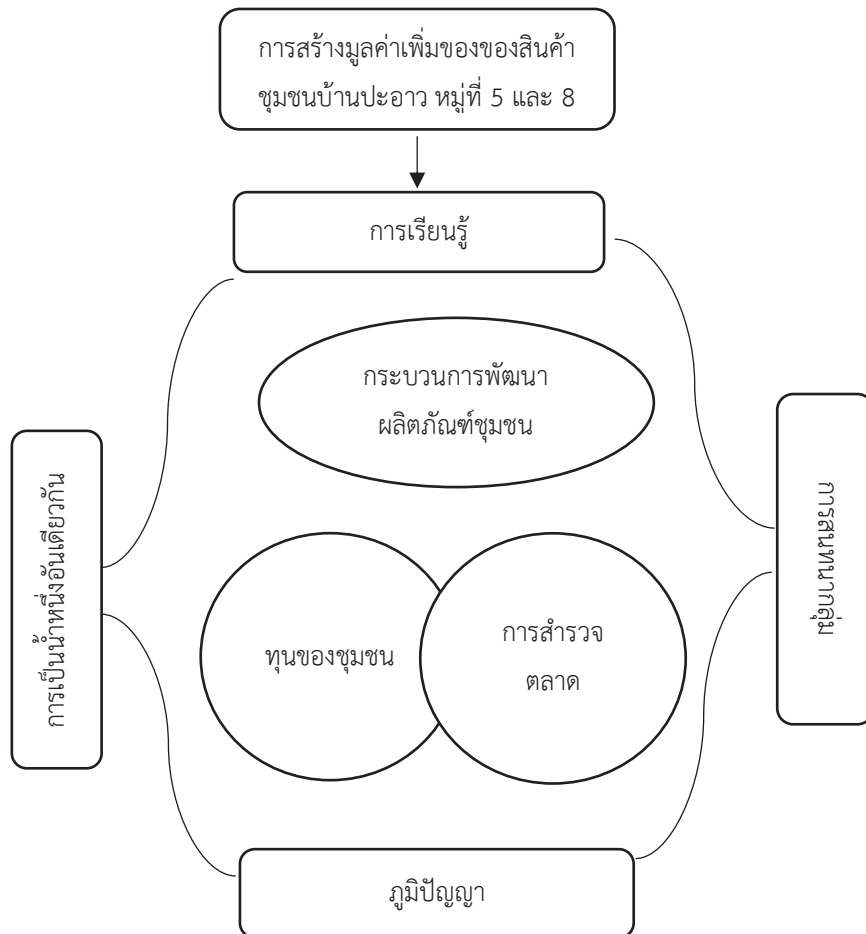 การสร้างมูลค่าเพิ่มของของสินค้า
ชุมชนบ้านปะอาว หมู่ที่ 5 และ 8
การเรียนรู้
กระบวนการพัฒนา
ผลิตภัณฑ์ชุมชน
การเป็นน้ำหนึ่งอันเดียวกัน
การสนทนากลุ่ม
ทุนของชุมชน
การสำรวจ
ตลาด
ภูมิปัญญา